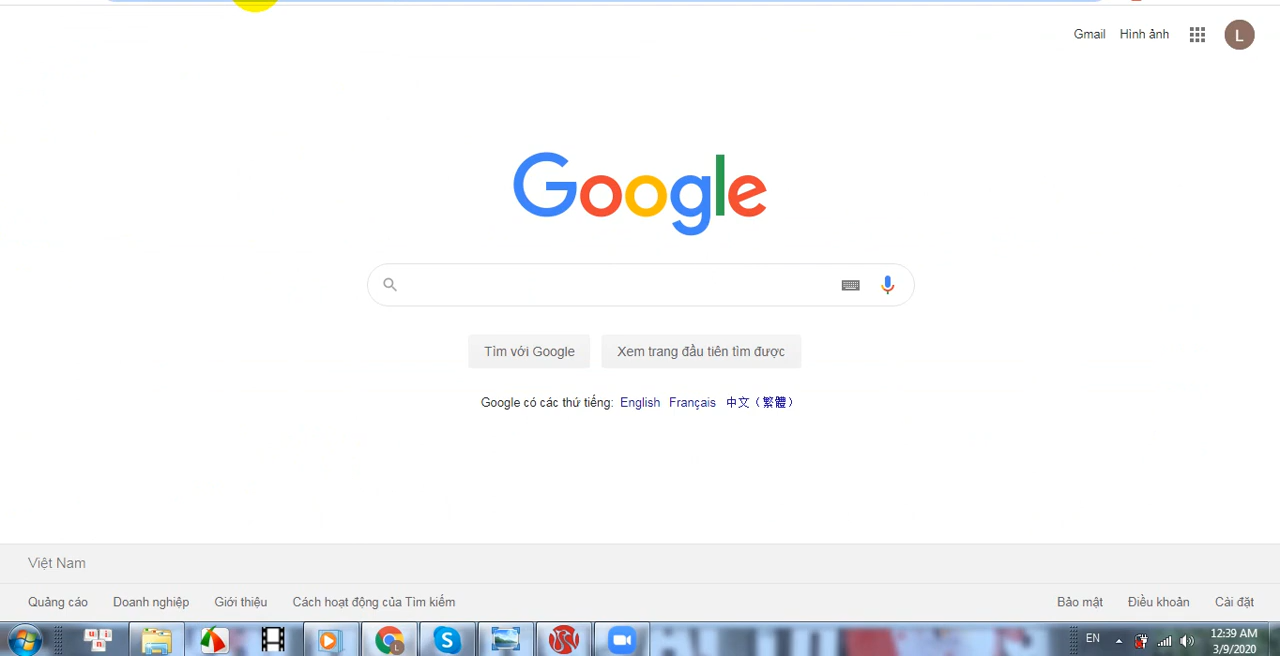 Gmail Hình ảnh L
Google
Tìm với Google Xem trang đầu tiên tìm được
Google có các thứ tiếng: English Français 中文（繁體）
Việt Nam
Quảng cáo Doanh nghiệp Giới thiệu Cách hoạt động của Tìm kiếm Bảo mật Điều khoản Cài đặt
EN 12:39 AM
3/9/2020